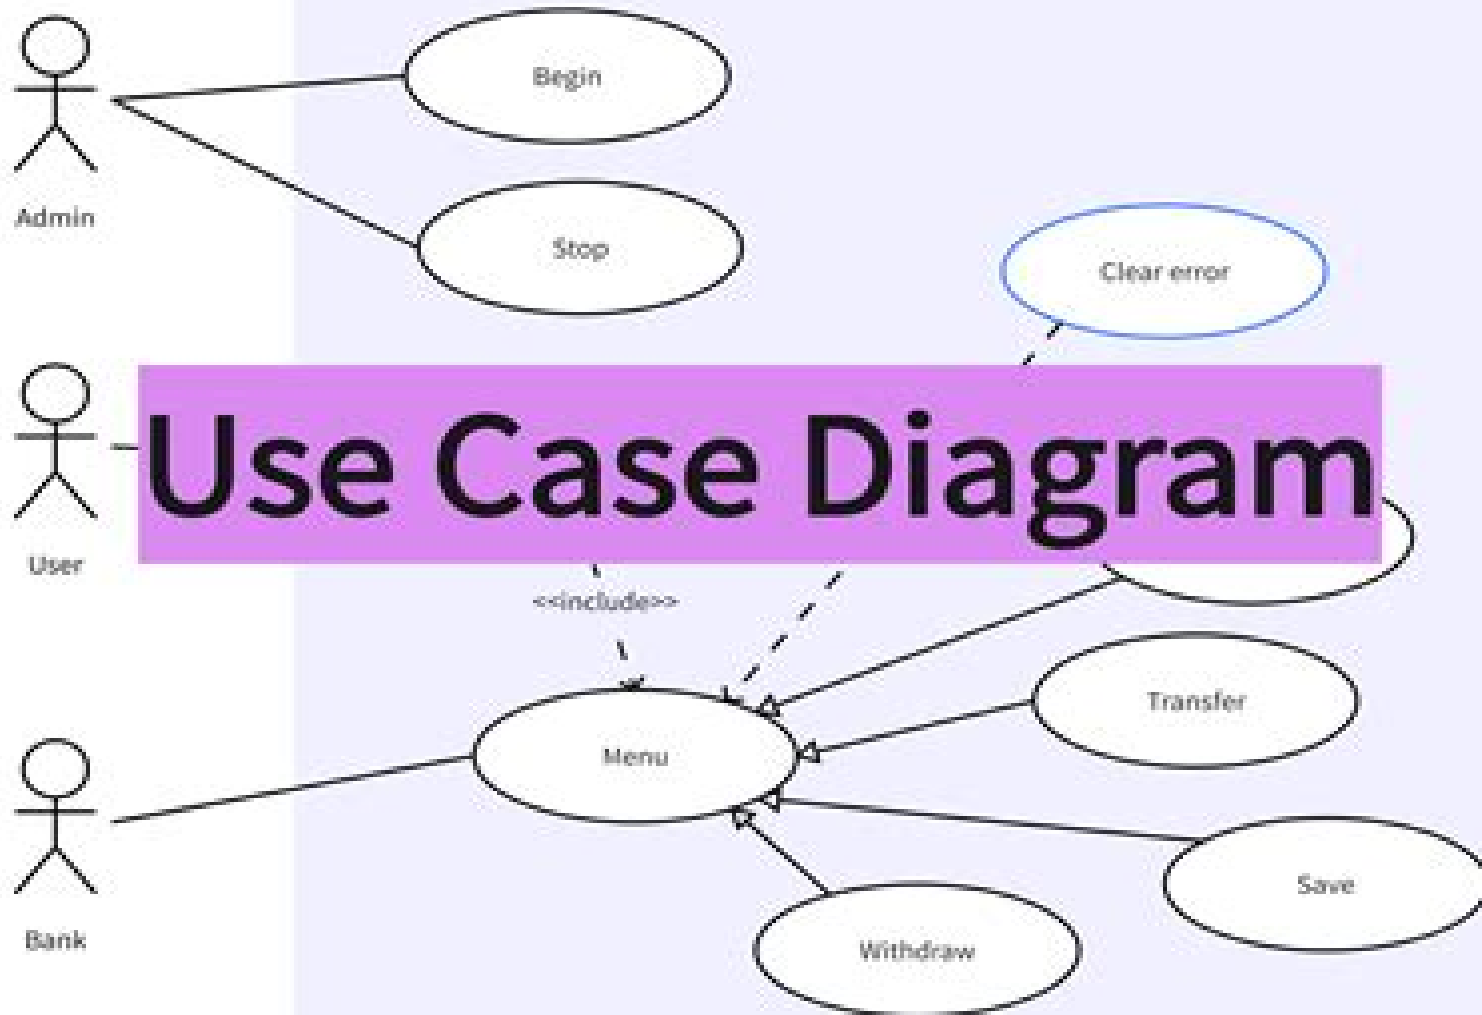 Begin
Admin
Stop
Clear error
Use Case Diagram
User
<<include>>
Transfer
Menu
Save
Bank
Withdraw